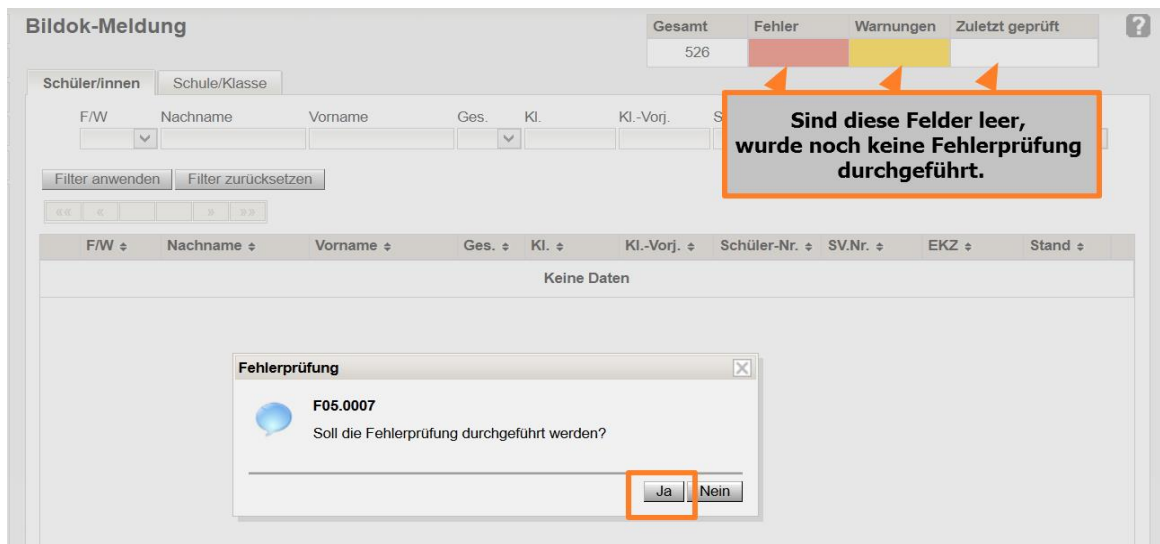 Bildok-Meldung
Gesamt Fehler Warnungen Zuletzt geprüft ?
526
Schüler/innen Schule/Klasse
F/W Nachname Vorname Ges. Kl. Kl.-Vorj. S
Sind diese Felder leer,
wurde noch keine Fehlerprüfung
durchgeführt.
Filter anwenden Filter zurücksetzen
«« « » »»
F/W Nachname Vorname Ges. Kl. Kl.-Vorj. Schüler-Nr. SV.Nr. EKZ Stand
Keine Daten
Fehlerprüfung
F05.0007
Soll die Fehlerprüfung durchgeführt werden?
Ja Nein